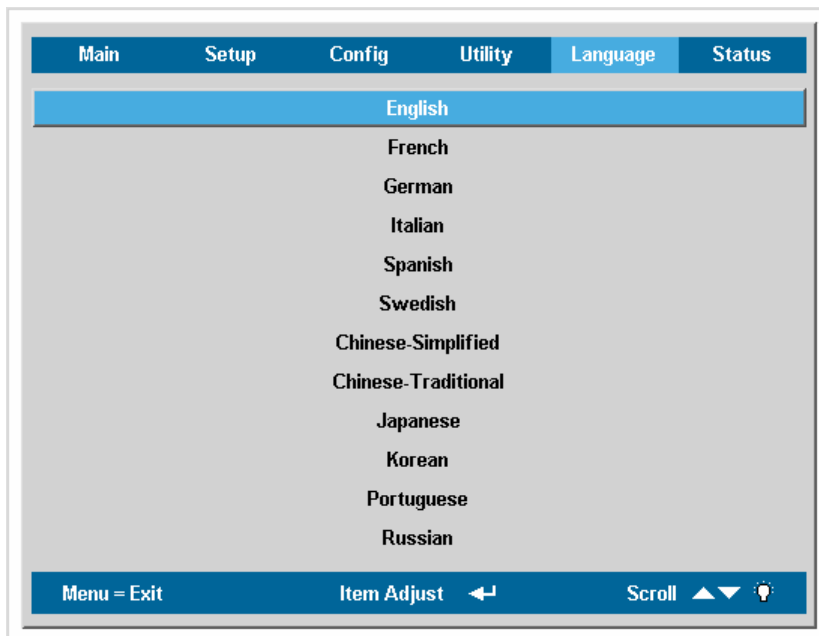 Main Setup Config Utility Language Status
English
French
German
Italian
Spanish
Swedish
Chinese-Simplified
Chinese-Traditional
Japanese
Korean
Portuguese
Russian
Menu = Exit Item Adjust Scroll